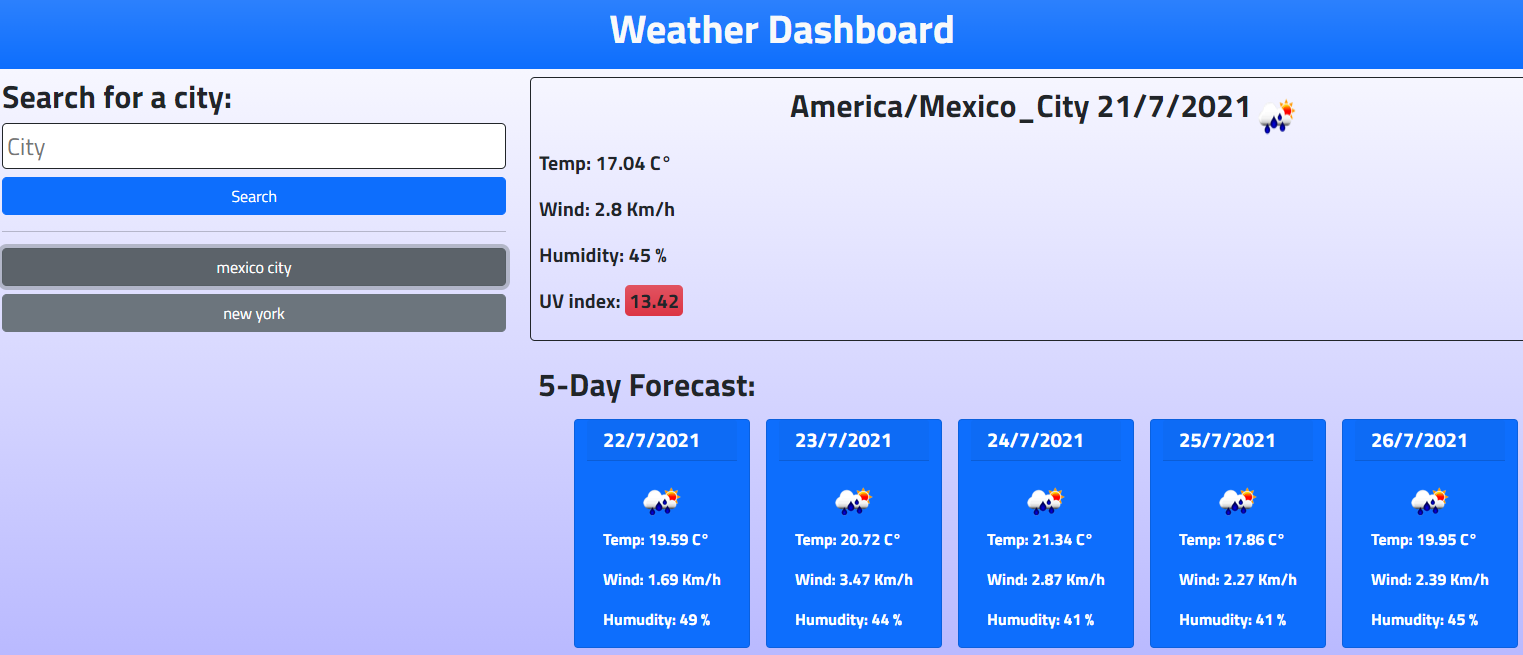 Weather Dashboard
Search for a city:
City
Search
mexico city
new york
America/Mexico_City 21/7/2021
Temp: 17.04 C°
Wind: 2.8 Km/h
Humidity: 45 %
UV index: 13.42
5-Day Forecast:
22/7/2021
Temp: 19.59 C°
Wind: 1.69 Km/h
Humudity: 49 %
23/7/2021
Temp: 20.72 C°
Wind: 3.47 Km/h
Humudity: 44 %
24/7/2021
Temp: 21.34 C°
Wind: 2.87 Km/h
Humudity: 41 %
25/7/2021
Temp: 17.86 C°
Wind: 2.27 Km/h
Humudity: 41 %
26/7/2021
Temp: 19.95 C°
Wind: 2.39 Km/h
Humudity: 45 %